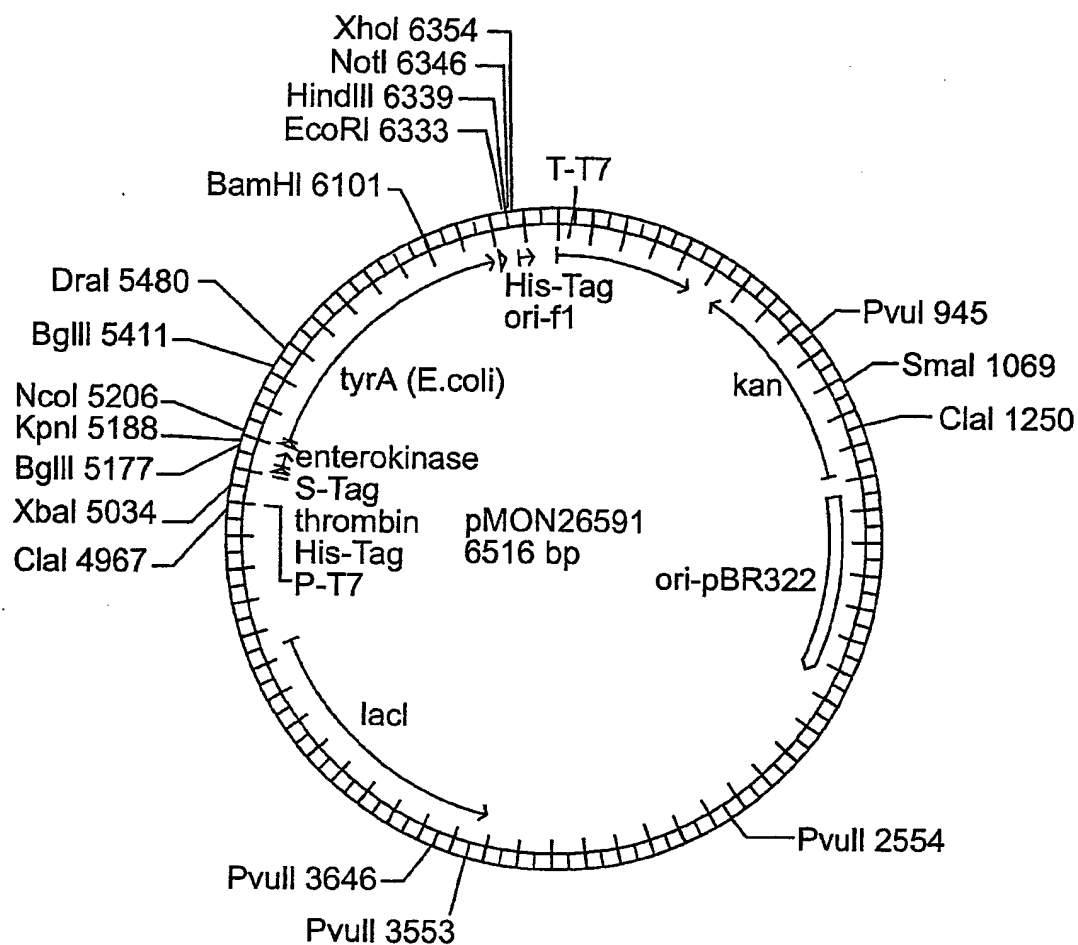 XhoI 6354
NotI 6346
HindIII 6339
EcoRI 6333
BamHI 6101
T-T7
DraI 5480
BglII 5411
NcoI 5206
KpnI 5188
BglII 5177
XbaI 5034
ClaI 4967
His-Tag
ori-f1
tyrA (E.coli)
kan
PvuI 945
SmaI 1069
ClaI 1250
enterokinase
S-Tag
thrombin
His-Tag
P-T7
pMON26591
6516 bp
ori-pBR322
lacI
PvuII 2554
PvuII 3646
PvuII 3553